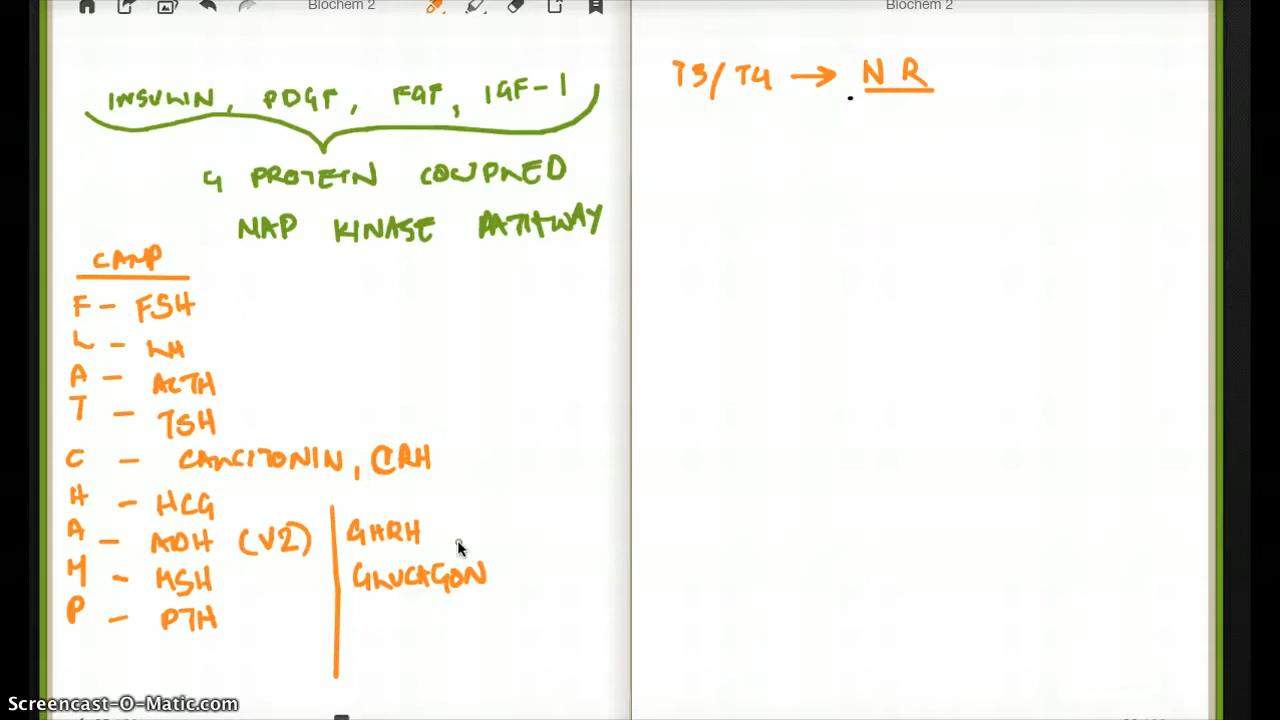 Biochem 2
INSULIN, PDGF, FGF, IGF-1
G PROTEIN COUPLED
MAP KINASE PATHWAY
CAMP
F - FSH
L - LH
A - ACTH
T - TSH
C - CALCITONIN, CRH
H - HCG
A - ADH (V2)
M - MSH
P - PTH
GHRH
GLUCAGON
Biochem 2
T3/T4 → NR
Screencast-O-Matic.com